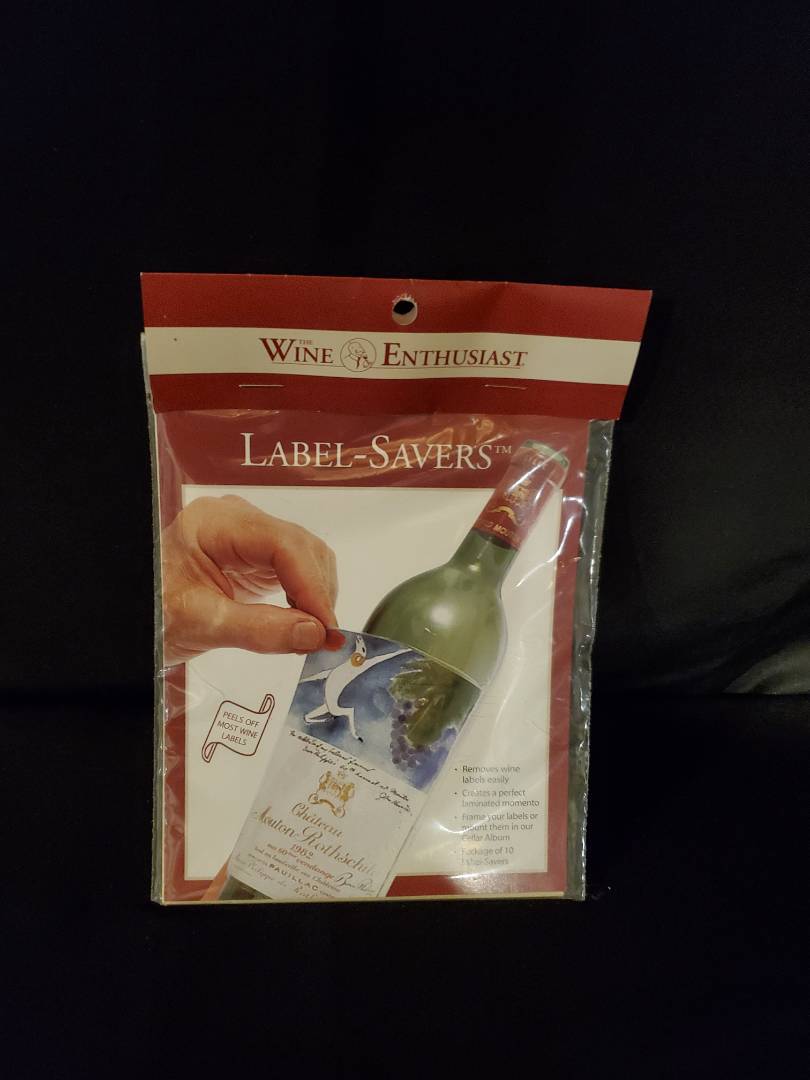 THE
WINE ENTHUSIAST
LABEL-SAVERS™
PEELS OFF
MOST WINE
LABELS
• Removes wine
labels easily
• Creates a perfect
laminated momento
• Frame your labels or
mount them in our
Cellar Album
• Package of 10
Label-Savers
Château
Mouton Rothschild
1982
PAUILLAC